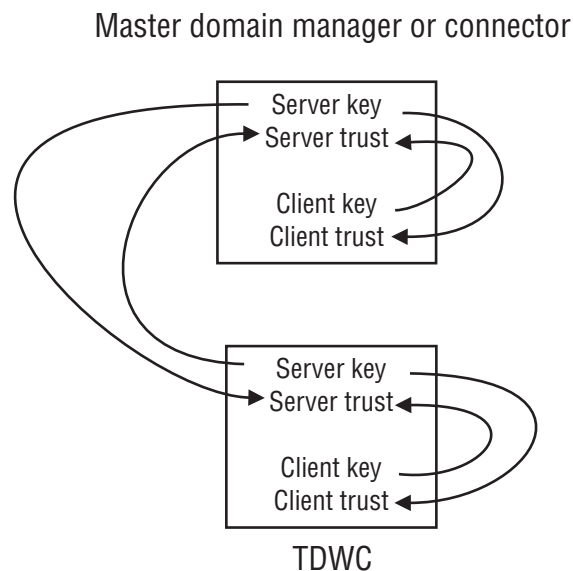 Master domain manager or connector
Server key
Server trust
Client key
Client trust
Server key
Server trust
Client key
Client trust
TDWC